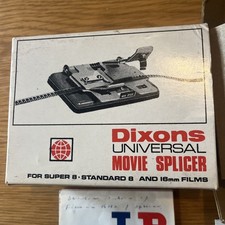 Dixons
UNIVERSAL
MOVIE SPLICER
FOR SUPER 8 · STANDARD 8 AND 16mm FILMS